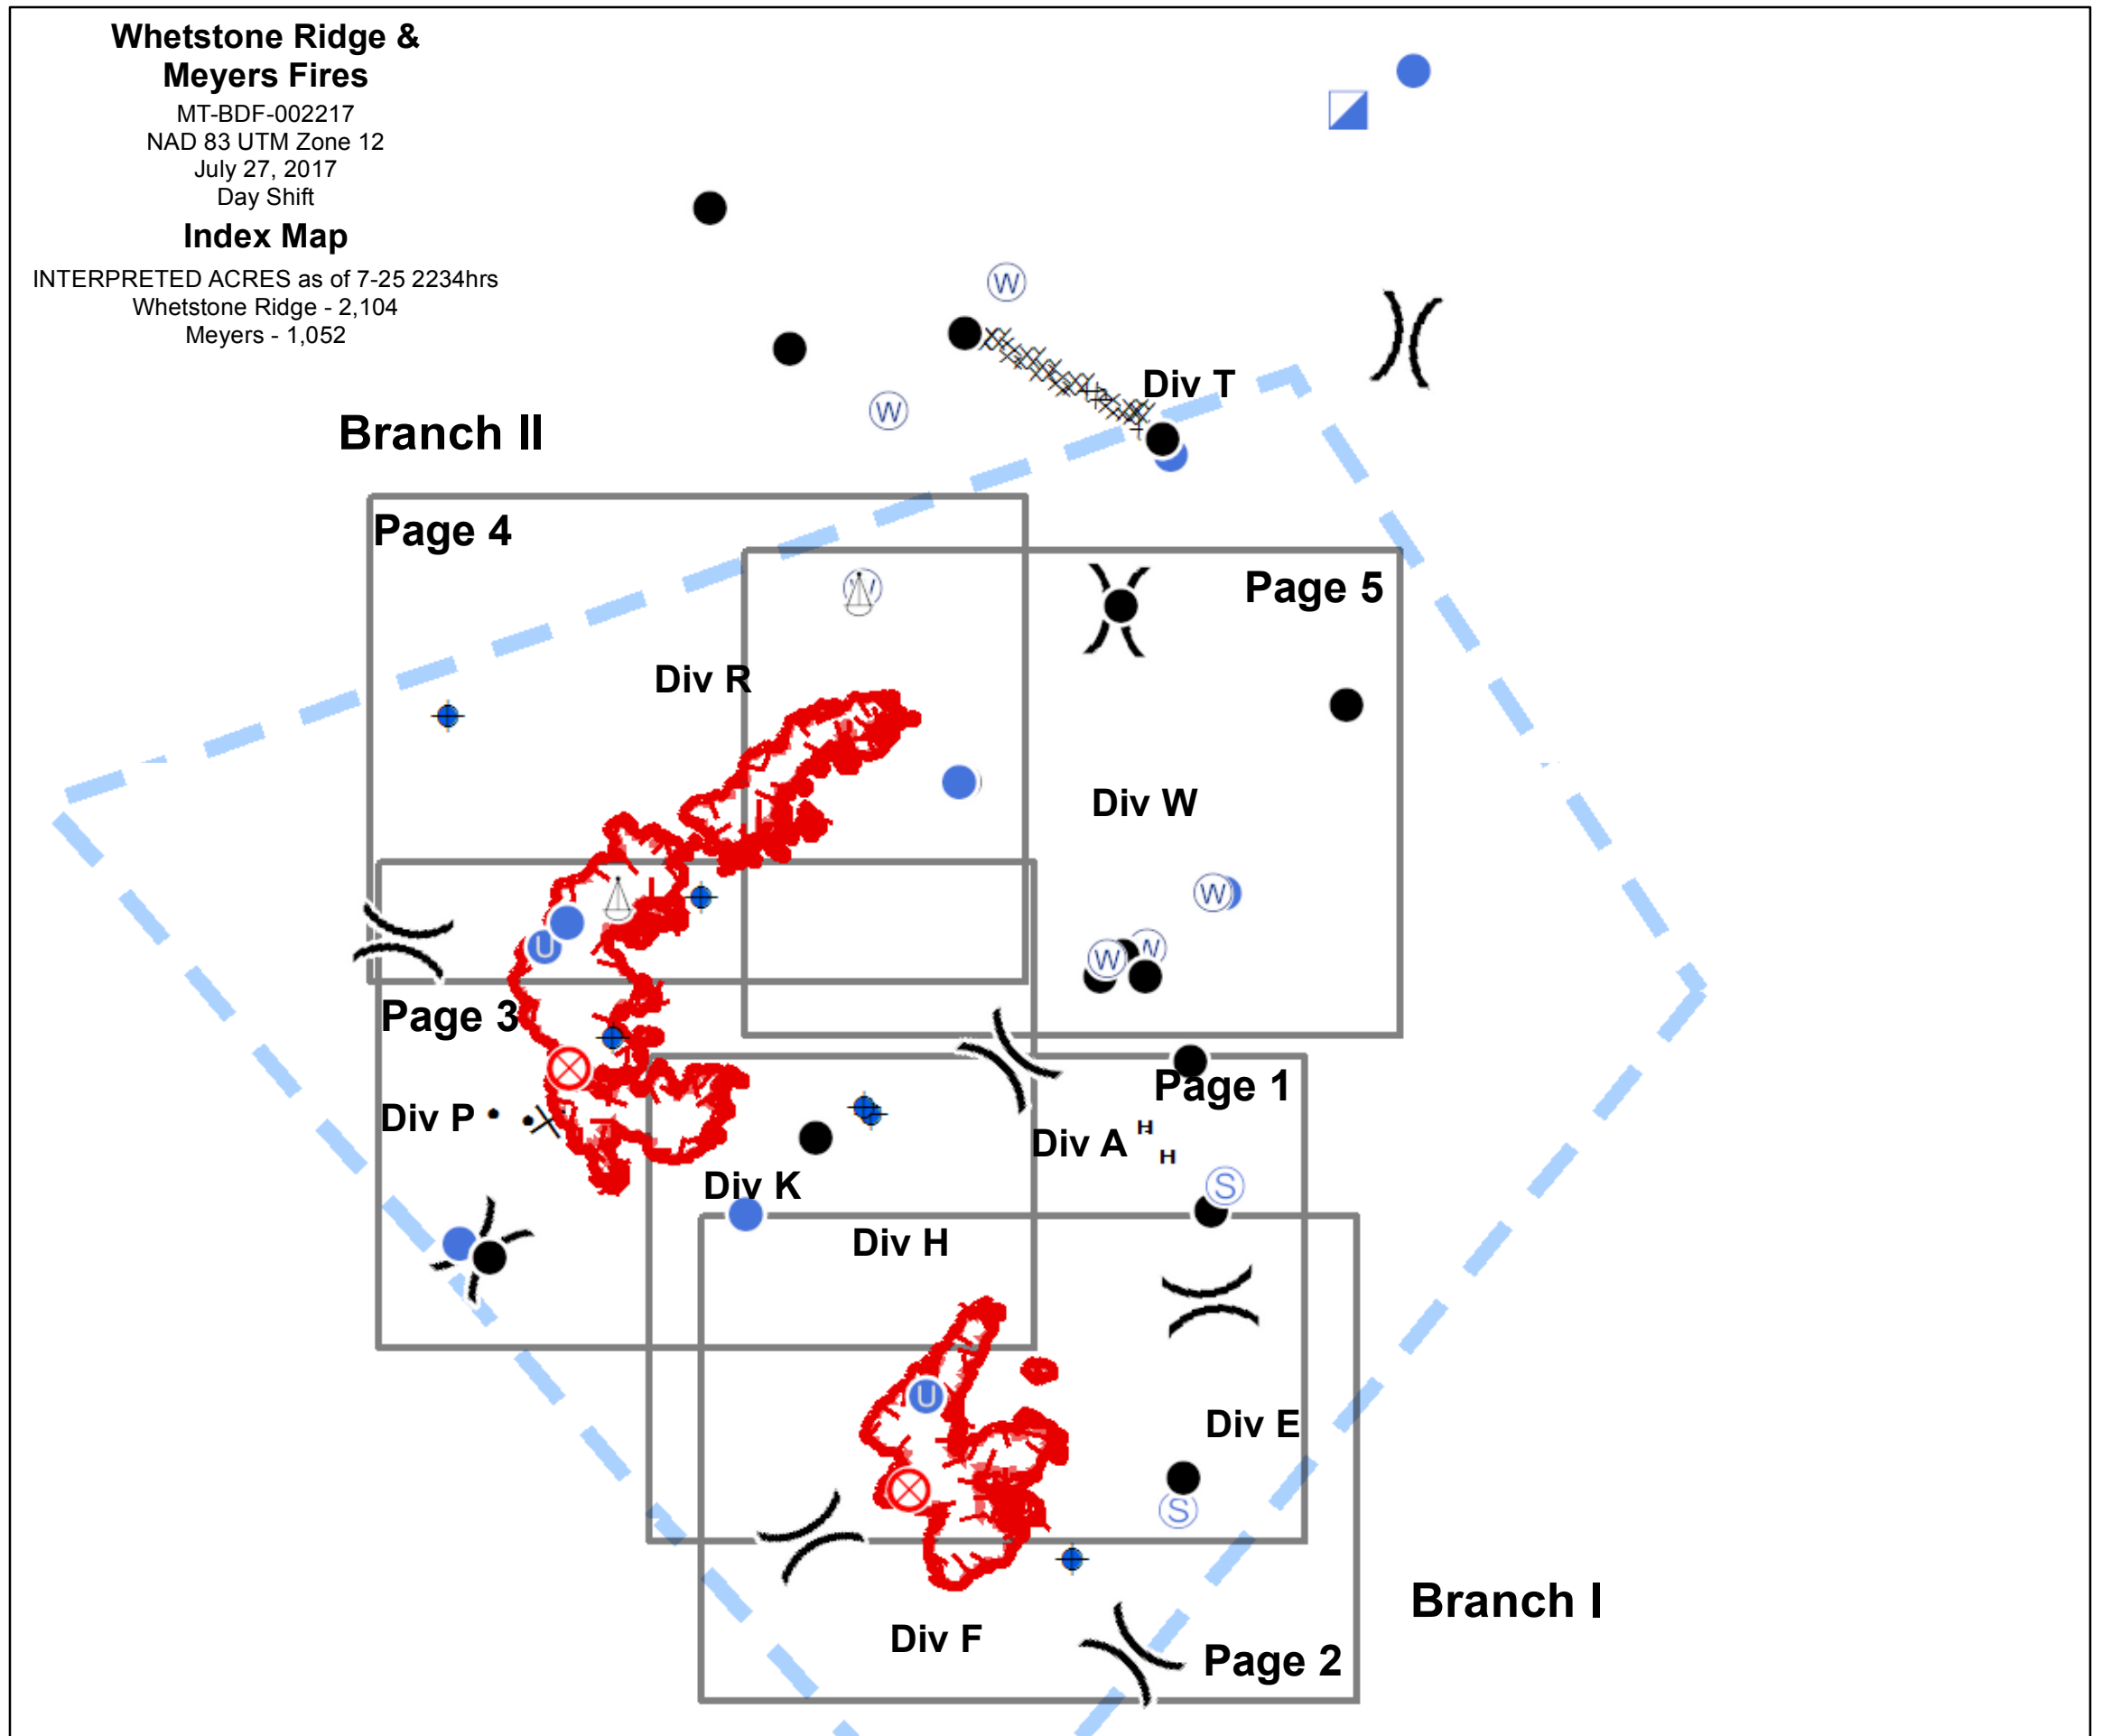 Whetstone Ridge &
Meyers Fires
MT-BDF-002217
NAD 83 UTM Zone 12
July 27, 2017
Day Shift
Index Map
INTERPRETED ACRES as of 7-25 2234hrs
Whetstone Ridge - 2,104
Meyers - 1,052
W
Div T
W
Branch II
Page 4
Page 5
W
Div R
Div W
W
U
W
W
Page 3
Page 1
Div P
Div A
H
H
Div K
S
Div H
U
Div E
S
Branch I
Div F
Page 2